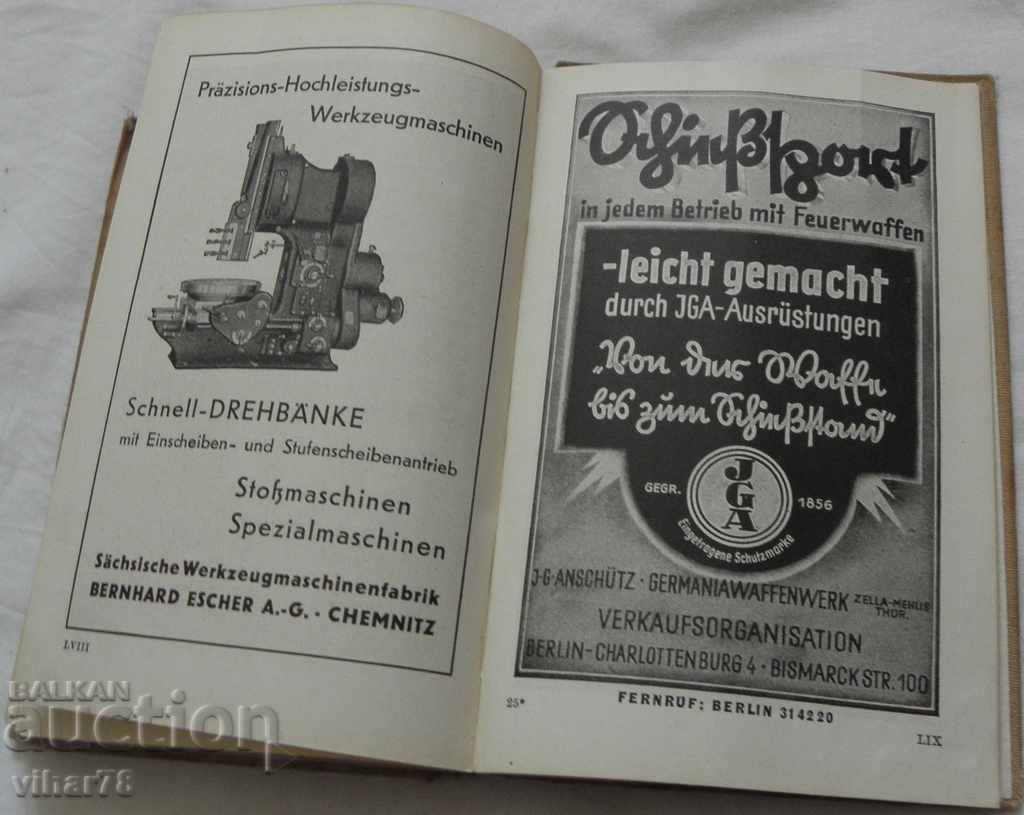 Präzisions-Hochleistungs-
Werkzeugmaschinen
Schnell-DREHBÄNKE
mit Einscheiben- und Stufenscheibenantrieb
Stoßmaschinen
Spezialmaschinen
Sächsische Werkzeugmaschinenfabrik
BERNHARD ESCHER A.-G. · CHEMNITZ
LVIII
Schießsport
in jedem Betrieb mit Feuerwaffen
-leicht gemacht
durch JGA-Ausrüstungen
„Von der Waffe
bis zum Schießstand"
JGA
GEGR. 1856
Eingetragene Schutzmarke
J·G·ANSCHÜTZ · GERMANIAWAFFENWERK ZELLA-MEHLIS
THÜR.
VERKAUFSORGANISATION
BERLIN-CHARLOTTENBURG 4 · BISMARCKSTR. 100
25*
FERNRUF: BERLIN 314220
LIX
BALKAN
auction
vihar78